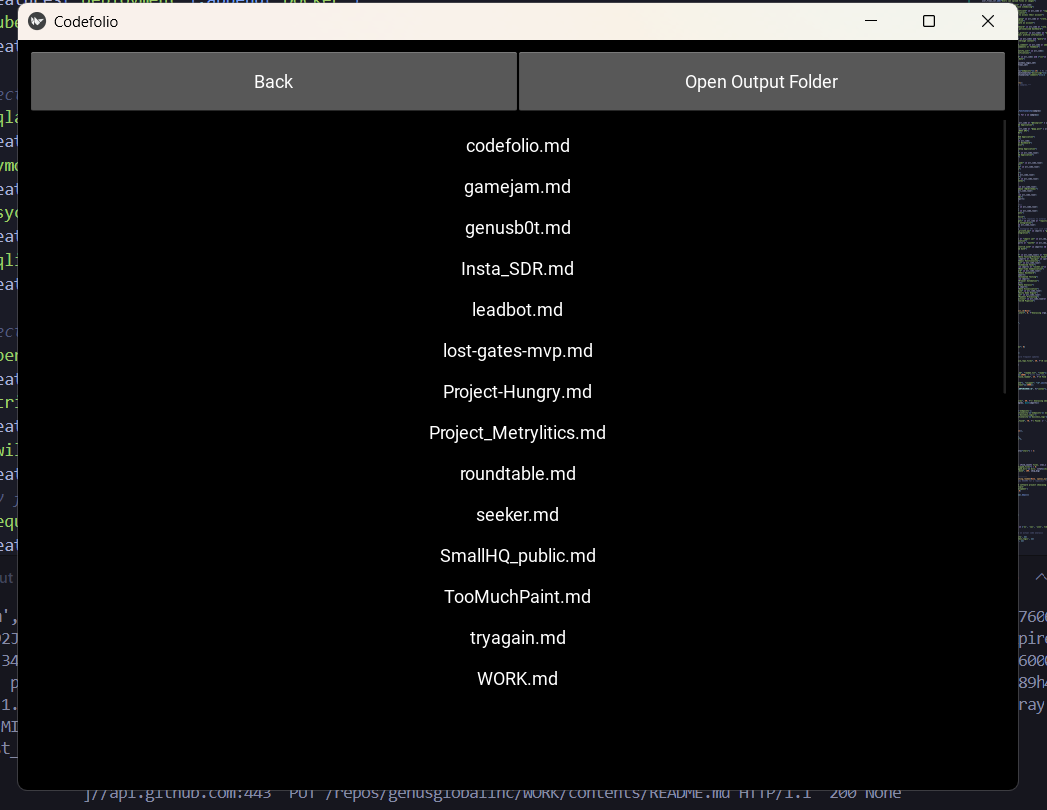 Codefolio
Back
Open Output Folder
codefolio.md
gamejam.md
genusb0t.md
Insta_SDR.md
leadbot.md
lost-gates-mvp.md
Project-Hungry.md
Project_Metrylitics.md
roundtable.md
seeker.md
SmallHQ_public.md
TooMuchPaint.md
tryagain.md
WORK.md
]//api.github.com:443 "PUT /repos/genusglobalinc/WORK/contents/README.md HTTP/1.1" 200 None